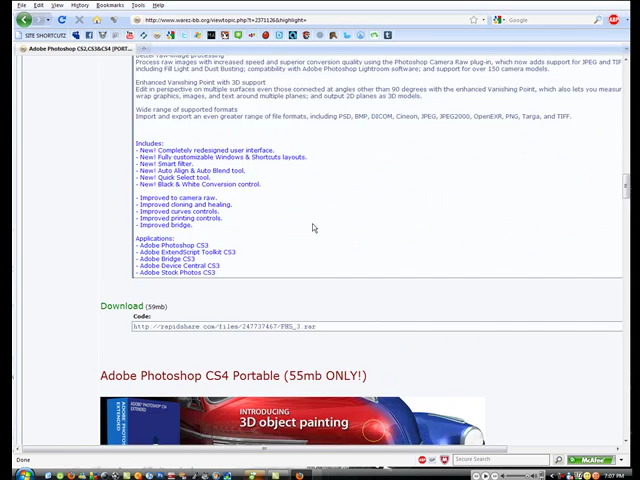 File Edit View History Bookmarks Tools Help
http://www.warez-bb.org/viewtopic.php?t=2371126&highlight=
Google
SITE SHORTCUTZ
Adobe Photoshop CS2,CS3&CS4 [PORT...
Better raw-image processing
Process raw images with increased speed and superior conversion quality using the Photoshop Camera Raw plug-in, which now adds support for JPEG and TIF
including Fill Light and Dust Busting; compatibility with Adobe Photoshop Lightroom software; and support for over 150 camera models.
Enhanced Vanishing Point with 3D support
Edit in perspective on multiple surfaces even those connected at angles other than 90 degrees with the enhanced Vanishing Point, which also lets you measur
wrap graphics, images, and text around multiple planes; and output 2D planes as 3D models.
Wide range of supported formats
Import and export an even greater range of file formats, including PSD, BMP, DICOM, Cineon, JPEG, JPEG2000, OpenEXR, PNG, Targa, and TIFF.
Includes:
- New! Completely redesigned user interface.
- New! Fully customizable Windows & Shortcuts layouts.
- New! Smart filter.
- New! Auto Align & Auto Blend tool.
- New! Quick Select tool.
- New! Black & White Conversion control.
- Improved to camera raw.
- Improved cloning and healing.
- Improved curves controls.
- Improved printing controls.
- Improved bridge.
Applications:
- Adobe Photoshop CS3
- Adobe ExtendScript Toolkit CS3
- Adobe Bridge CS3
- Adobe Device Central CS3
- Adobe Stock Photos CS3
Download (59mb)
Code:
http://rapidshare.com/files/247737467/PHS_3.rar
Adobe Photoshop CS4 Portable (55mb ONLY!)
INTRODUCING
3D object painting
Done
Secure Search
McAfee
7:07 PM